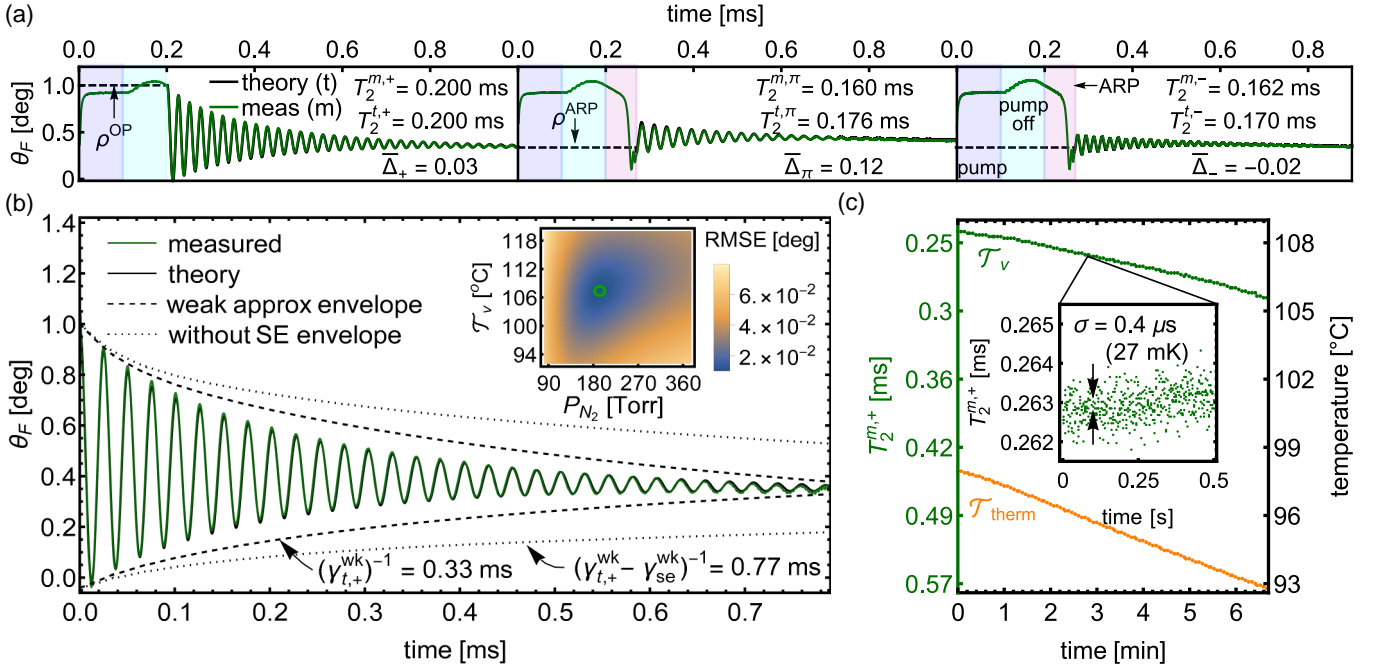 (a)
time [ms]
0.0 0.2 0.4 0.6 0.8 0.0 0.2 0.4 0.6 0.8 0.0 0.2 0.4 0.6 0.8
θ_F [deg]
1.0
0.5
0
theory (t)
meas (m)
ρ^OP
T_2^{m,+} = 0.200 ms
T_2^{t,+} = 0.200 ms
Δ̅_+ = 0.03
ρ^ARP
T_2^{m,π} = 0.160 ms
T_2^{t,π} = 0.176 ms
Δ̅_π = 0.12
pump
pump
off
ARP
T_2^{m,-} = 0.162 ms
T_2^{t,-} = 0.170 ms
Δ̅_- = −0.02
(b)
θ_F [deg]
1.4
1.2
1.0
0.8
0.6
0.4
0.2
0.0
measured
theory
weak approx envelope
without SE envelope
𝒯_v [°C]
120
113
106
99
92
90 180 270 360
P_{N_2} [Torr]
RMSE [deg]
6.×10⁻²
4.×10⁻²
2.×10⁻²
(γ_{t,+}^{wk})⁻¹ = 0.33 ms
(γ_{t,+}^{wk} − γ_{se}^{wk})⁻¹ = 0.77 ms
0.0 0.1 0.2 0.3 0.4 0.5 0.6 0.7
time [ms]
(c)
T_2^{m,+} [ms]
0.25
0.3
0.36
0.42
0.49
0.57
𝒯_v
𝒯_therm
T_2^{m,+} [ms]
0.265
0.264
0.263
0.262
σ = 0.4 μs
(27 mK)
0 0.5
time [s]
108
105
102
99
96
93
temperature [°C]
0 1 2 3 4 5 6
time [min]